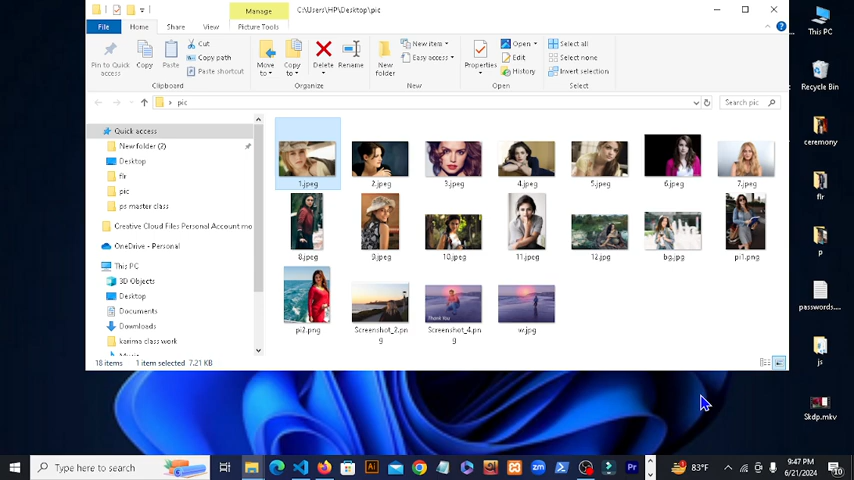 Manage
C:\Users\HP\Desktop\pic
File
Home
Share
View
Picture Tools
Pin to Quick access
Copy
Paste
Cut
Copy path
Paste shortcut
Clipboard
Move to
Copy to
Delete
Rename
Organize
New folder
New item
Easy access
New
Properties
Open
Edit
History
Open
Select all
Select none
Invert selection
Select
pic
Search pic
Quick access
New folder (2)
Desktop
flr
pic
ps master class
Creative Cloud Files Personal Account mo
OneDrive - Personal
This PC
3D Objects
Desktop
Documents
Downloads
karima class work
1.jpeg
2.jpeg
3.jpeg
4.jpeg
5.jpeg
6.jpeg
7.jpeg
8.jpeg
9.jpeg
10.jpeg
11.jpeg
12.jpg
bg.jpg
pi1.png
pi2.png
Screenshot_2.pn
g
Thank You
Screenshot_4.pn
g
w.jpg
18 items
1 item selected 7.21 KB
This PC
Recycle Bin
ceremony
flr
p
passwords....
js
Skdp.mkv
Type here to search
Ai
zm
Pr
83°F
9:47 PM
6/21/2024
10